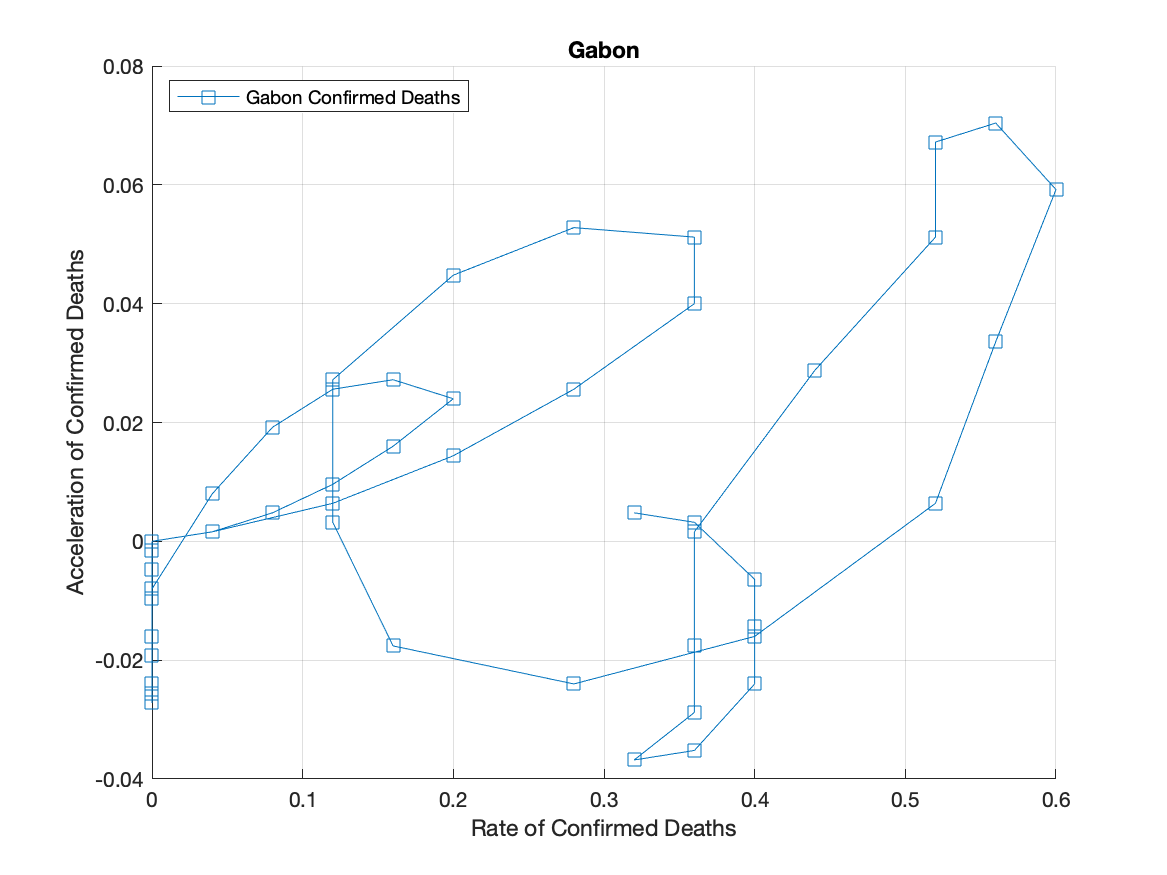 Gabon
Gabon Confirmed Deaths
0.08
0.06
0.04
0.02
0
-0.02
-0.04
Acceleration of Confirmed Deaths
0 0.1 0.2 0.3 0.4 0.5 0.6
Rate of Confirmed Deaths